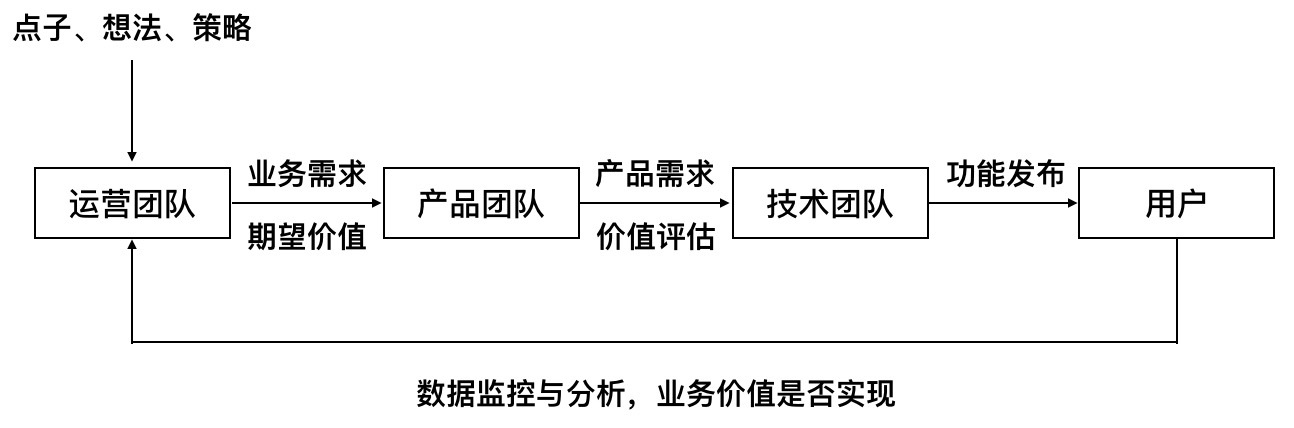 点子、想法、策略
业务需求
产品需求
功能发布
运营团队
产品团队
技术团队
用户
期望价值
价值评估
数据监控与分析，业务价值是否实现